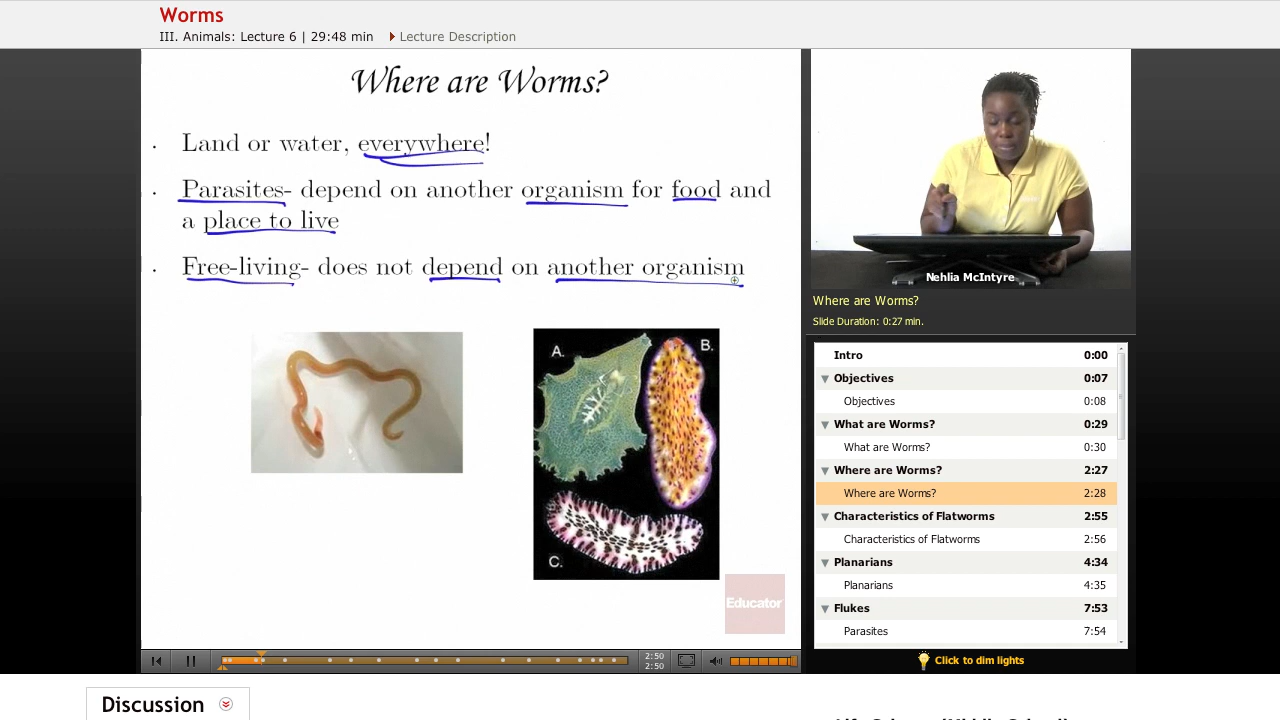 Worms
III. Animals: Lecture 6 | 29:48 min Lecture Description
Where are Worms?
· Land or water, everywhere!
· Parasites- depend on another organism for food and
a place to live
· Free-living- does not depend on another organism
A.
B.
C.
Educator
Nehlia McIntyre
Where are Worms?
Slide Duration: 0:27 min.
Intro 0:00
Objectives 0:07
Objectives 0:08
What are Worms? 0:29
What are Worms? 0:30
Where are Worms? 2:27
Where are Worms? 2:28
Characteristics of Flatworms 2:55
Characteristics of Flatworms 2:56
Planarians 4:34
Planarians 4:35
Flukes 7:53
Parasites 7:54
2:50
2:50
Click to dim lights
Discussion